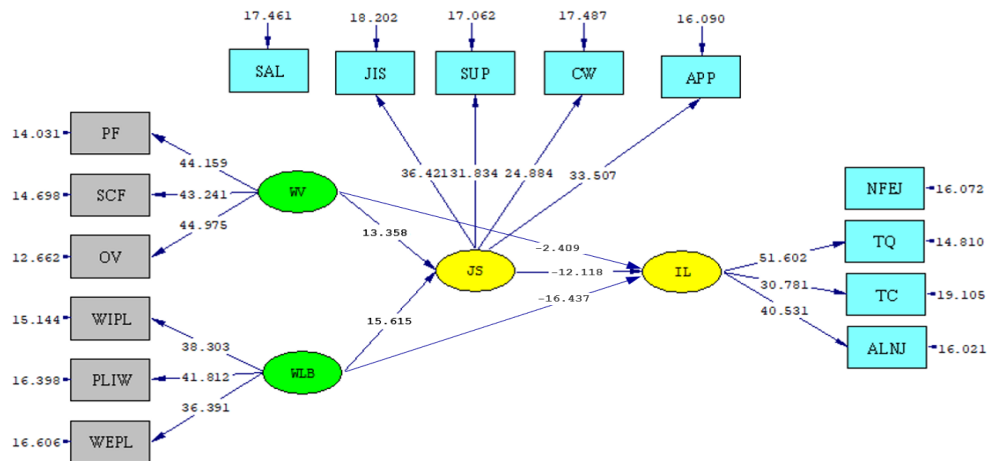 17.461 18.202 17.062 17.487 16.090
SAL JIS SUP CW APP
14.031 PF
44.159
14.698 SCF
43.241
WV
44.975
12.662 OV
36.421 31.834 24.884 33.507
13.358
-2.409
JS
-12.118
IL
-16.437
15.615
NFEJ 16.072
51.602
TQ 14.810
30.781
TC 19.105
40.531
ALNJ 16.021
15.144 WIPL
38.303
16.398 PLIW
41.812
WLB
36.391
16.606 WEPL